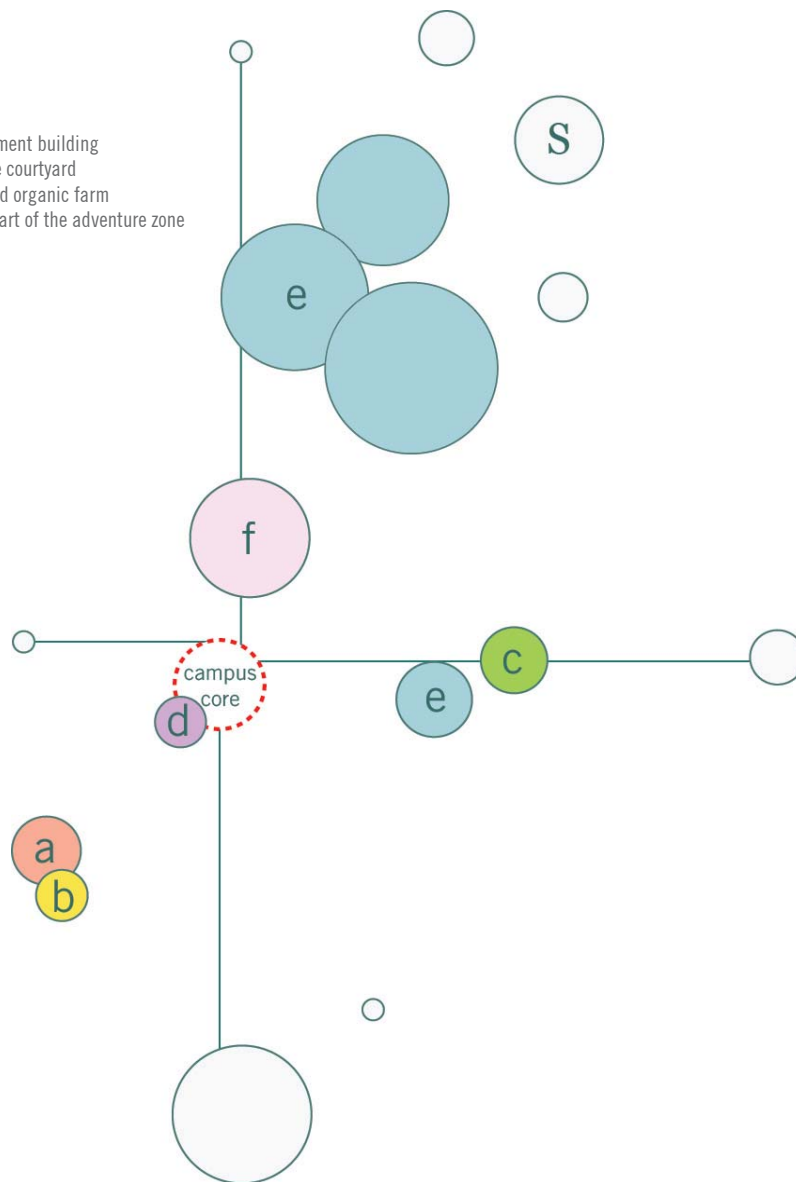 ment building
e courtyard
d organic farm
art of the adventure zone
S
e
f
campus
core
c
e
d
a
b